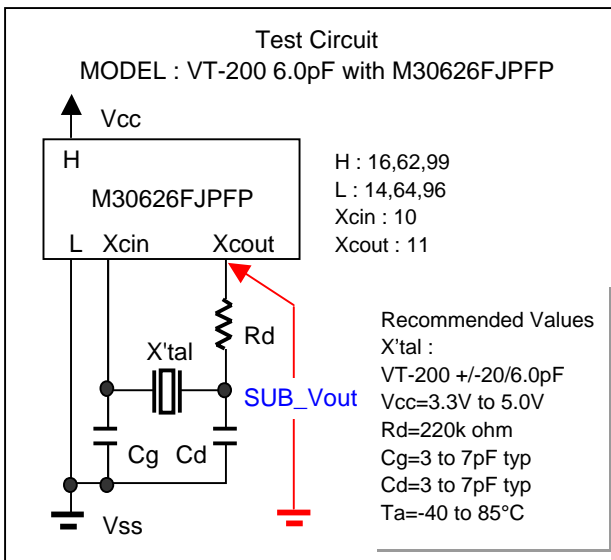 Test Circuit
MODEL : VT-200 6.0pF with M30626FJPFP
Vcc
H
M30626FJPFP
L Xcin Xcout
H : 16,62,99
L : 14,64,96
Xcin : 10
Xcout : 11
Rd
X'tal
SUB_Vout
Cg Cd
Vss
Recommended Values
X'tal :
VT-200 +/-20/6.0pF
Vcc=3.3V to 5.0V
Rd=220k ohm
Cg=3 to 7pF typ
Cd=3 to 7pF typ
Ta=-40 to 85°C